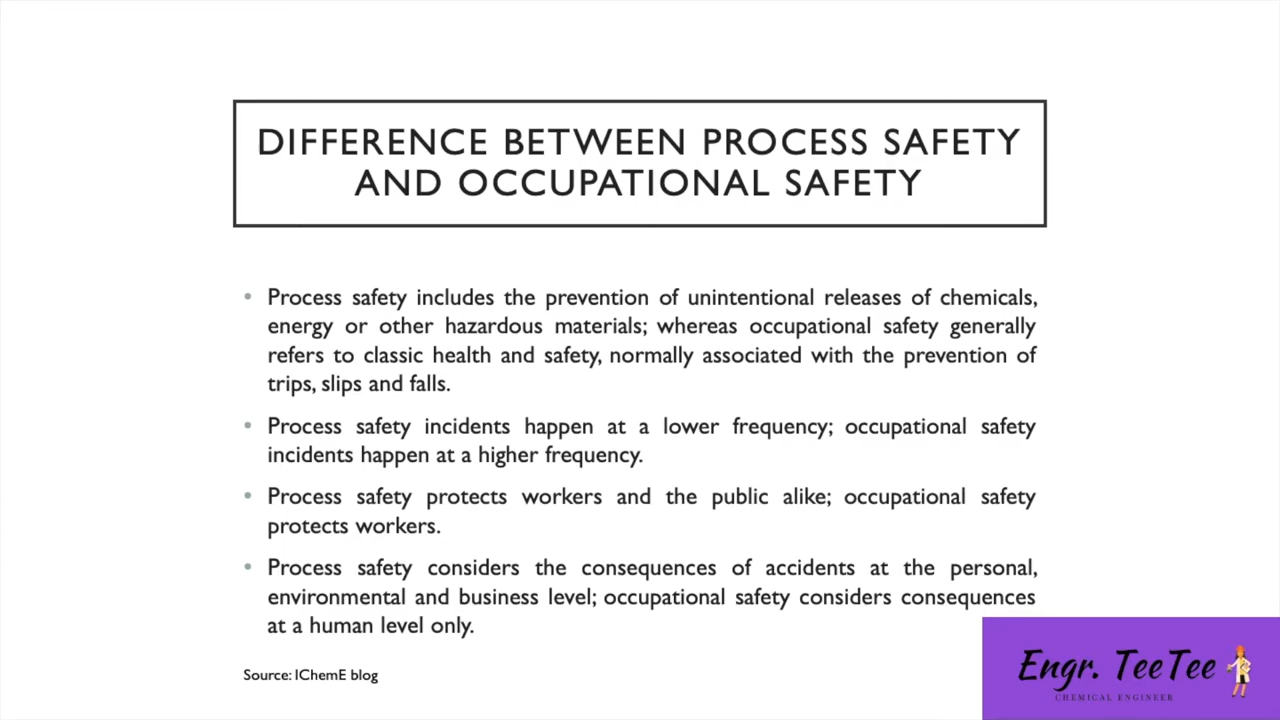 DIFFERENCE BETWEEN PROCESS SAFETY
AND OCCUPATIONAL SAFETY
• Process safety includes the prevention of unintentional releases of chemicals,
energy or other hazardous materials; whereas occupational safety generally
refers to classic health and safety, normally associated with the prevention of
trips, slips and falls.
• Process safety incidents happen at a lower frequency; occupational safety
incidents happen at a higher frequency.
• Process safety protects workers and the public alike; occupational safety
protects workers.
• Process safety considers the consequences of accidents at the personal,
environmental and business level; occupational safety considers consequences
at a human level only.
Source: IChemE blog
Engr. TeeTee
CHEMICAL ENGINEER